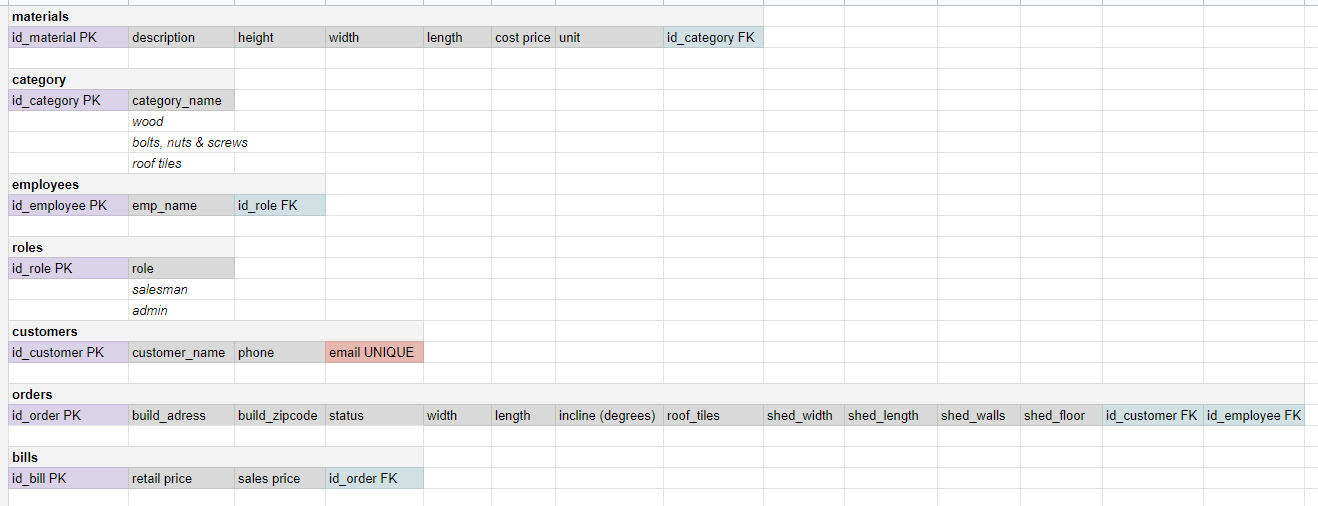 materials
id_material PK description height width length cost price unit id_category FK
category
id_category PK category_name
wood
bolts, nuts & screws
roof tiles
employees
id_employee PK emp_name id_role FK
roles
id_role PK role
salesman
admin
customers
id_customer PK customer_name phone email UNIQUE
orders
id_order PK build_adress build_zipcode status width length incline (degrees) roof_tiles shed_width shed_length shed_walls shed_floor id_customer FK id_employee FK
bills
id_bill PK retail price sales price id_order FK